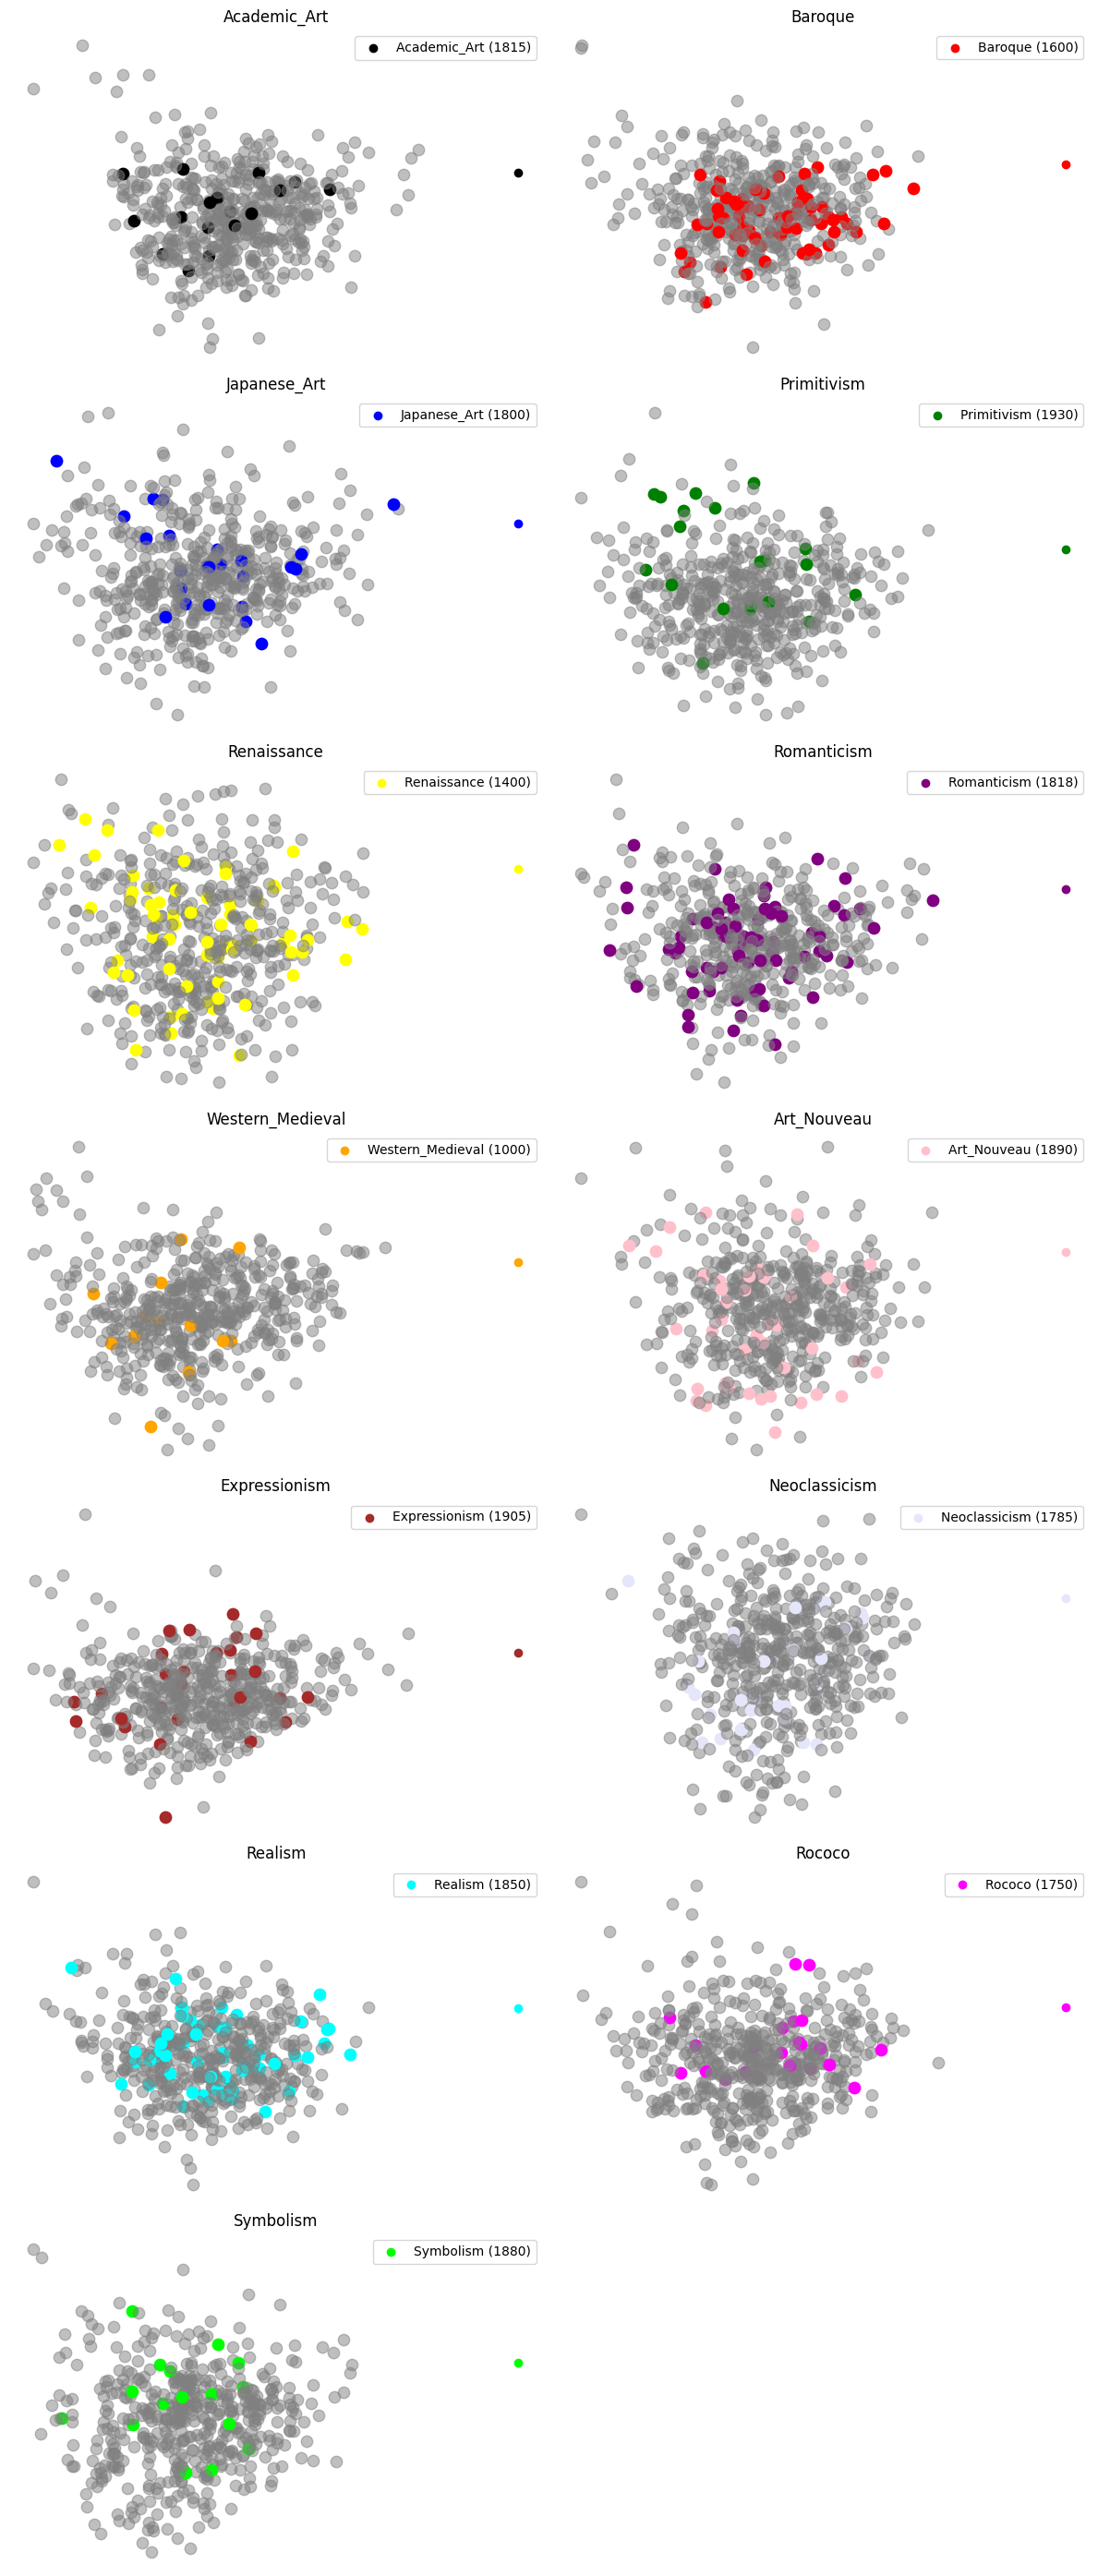 Academic_Art
Academic_Art (1815)
Baroque
Baroque (1600)
Japanese_Art
Japanese_Art (1800)
Primitivism
Primitivism (1930)
Renaissance
Renaissance (1400)
Romanticism
Romanticism (1818)
Western_Medieval
Western_Medieval (1000)
Art_Nouveau
Art_Nouveau (1890)
Expressionism
Expressionism (1905)
Neoclassicism
Neoclassicism (1785)
Realism
Realism (1850)
Rococo
Rococo (1750)
Symbolism
Symbolism (1880)